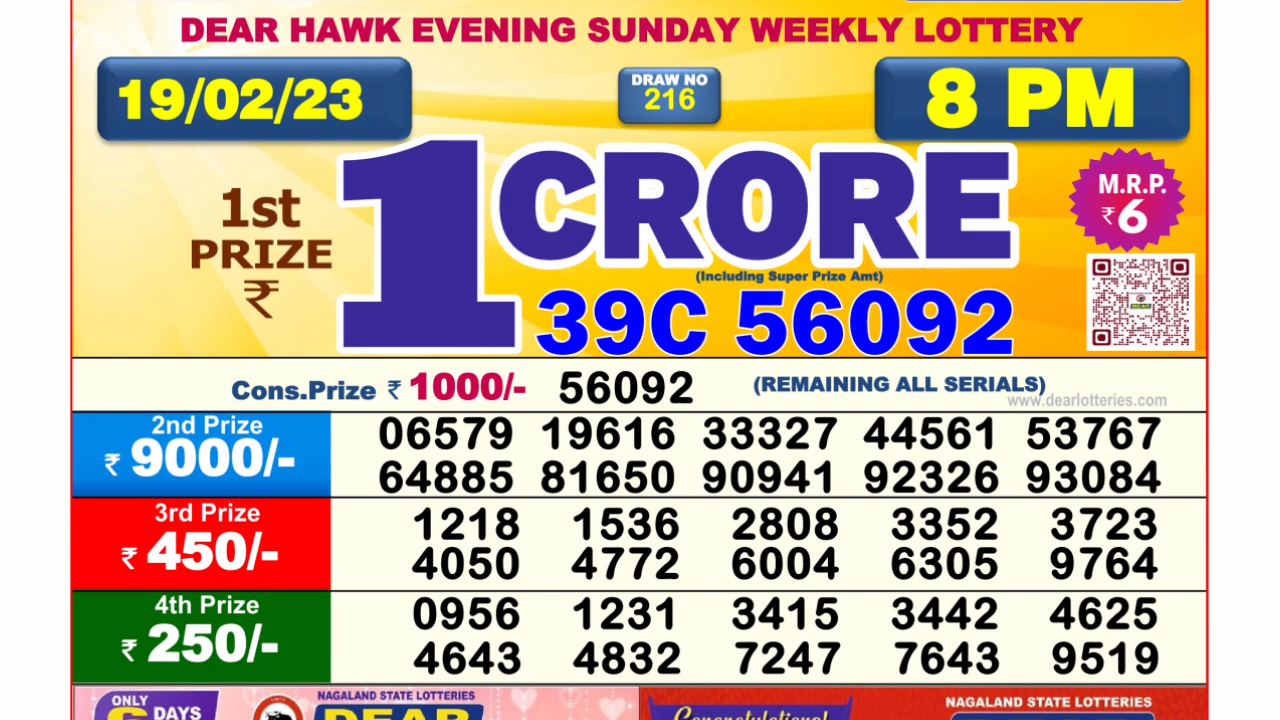 DEAR HAWK EVENING SUNDAY WEEKLY LOTTERY
19/02/23
DRAW NO
216
8 PM
1st
PRIZE
₹
1 CRORE
(Including Super Prize Amt)
39C 56092
M.R.P.
₹ 6
Cons.Prize ₹ 1000/- 56092 (REMAINING ALL SERIALS)
www.dearlotteries.com
2nd Prize
₹ 9000/-
06579 19616 33327 44561 53767
64885 81650 90941 92326 93084
3rd Prize
₹ 450/-
1218 1536 2808 3352 3723
4050 4772 6004 6305 9764
4th Prize
₹ 250/-
0956 1231 3415 3442 4625
4643 4832 7247 7643 9519
ONLY
6 DAYS
NAGALAND STATE LOTTERIES
DEAR
NAGALAND STATE LOTTERIES